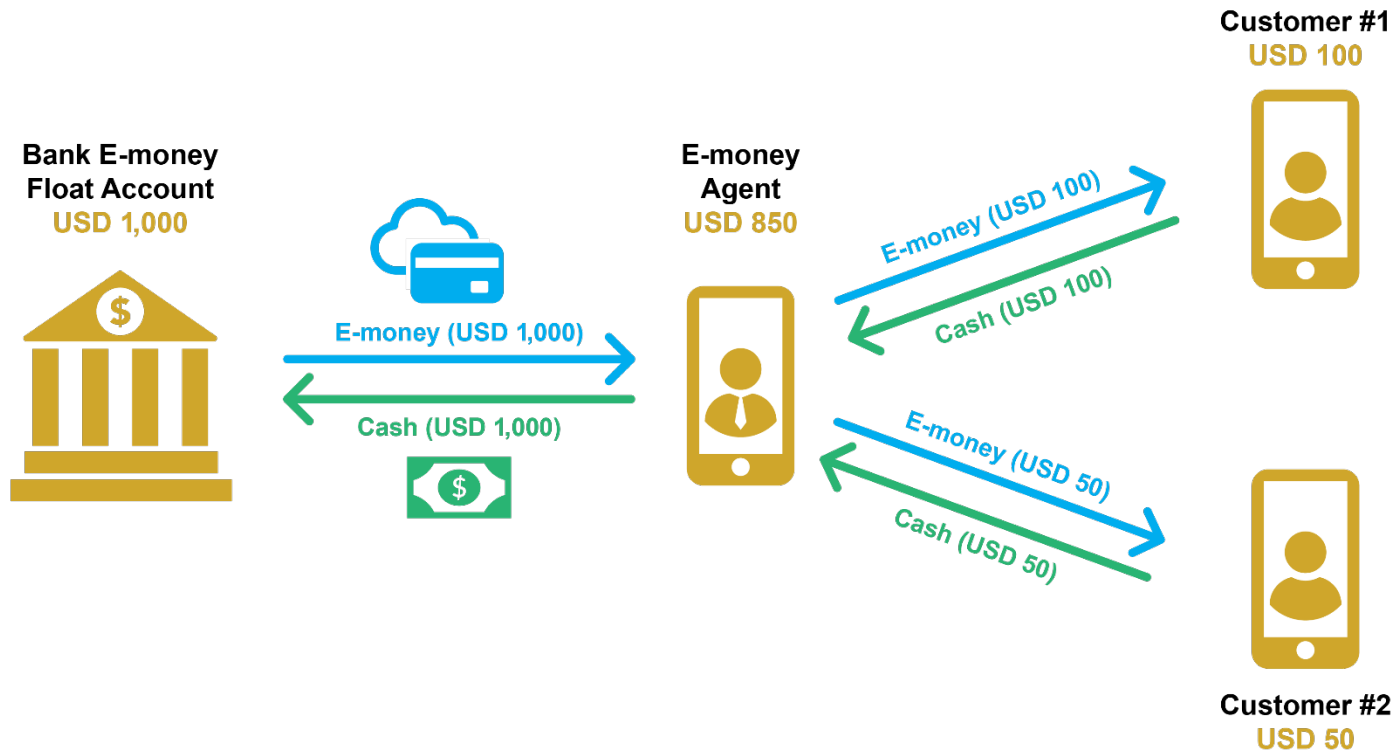 Bank E-money
Float Account
USD 1,000
$
E-money (USD 1,000)
Cash (USD 1,000)
$
E-money
Agent
USD 850
E-money (USD 100)
Cash (USD 100)
E-money (USD 50)
Cash (USD 50)
Customer #1
USD 100
Customer #2
USD 50